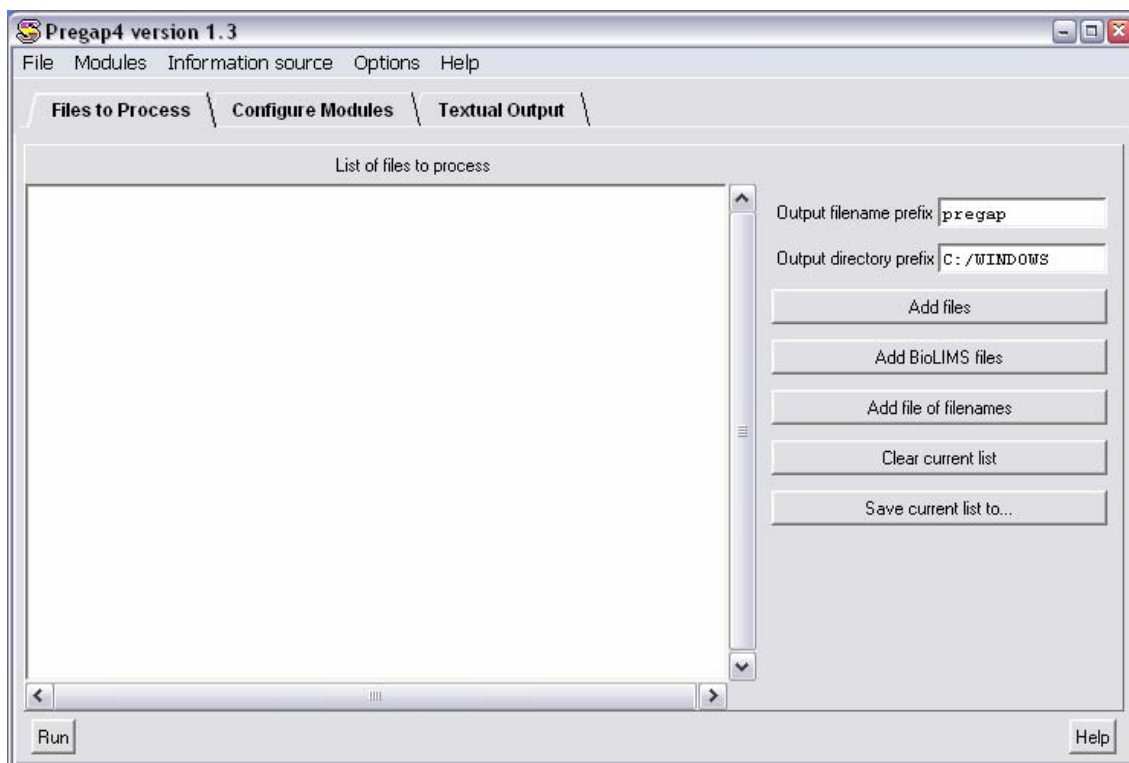 Pregap4 version 1.3
File Modules Information source Options Help
Files to Process Configure Modules Textual Output
List of files to process
Output filename prefix pregap
Output directory prefix C:/WINDOWS
Add files
Add BioLIMS files
Add file of filenames
Clear current list
Save current list to...
Run Help